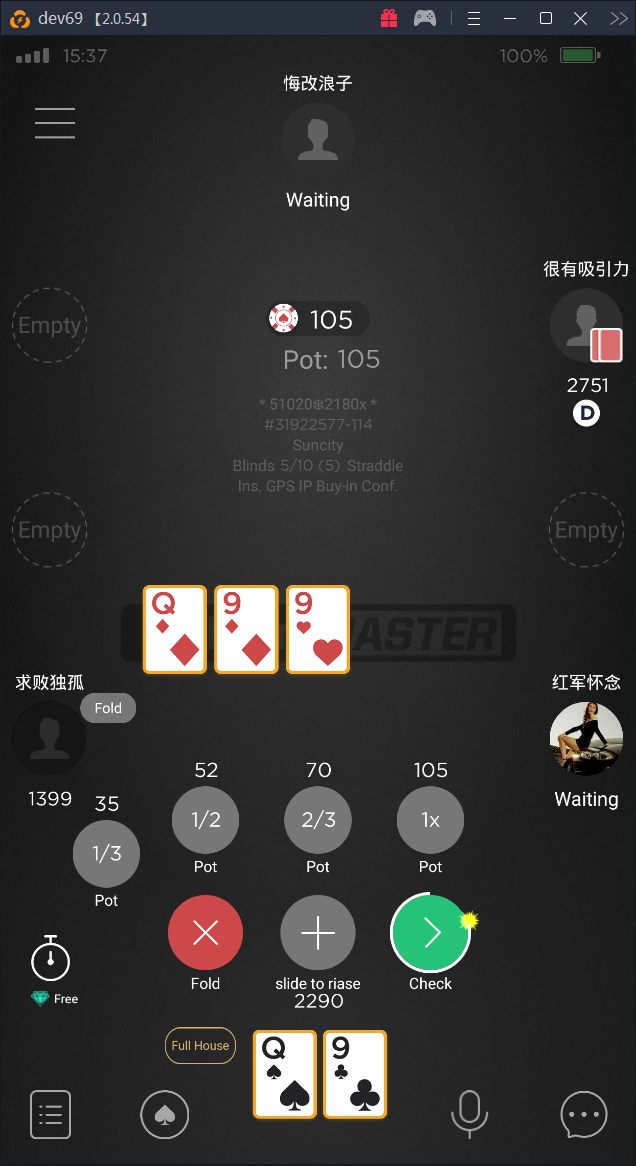 dev69 【2.0.54】
15:37
100%
悔改浪子
Waiting
很有吸引力
Empty
105
Pot: 105
2751
D
* 51020❉2180x *
#31922577-114
Suncity
Blinds 5/10 (5) Straddle
Ins. GPS IP Buy-in Conf.
Empty
Empty
Q
9
9
ASTER
求败独孤
Fold
红军怀念
1399
Waiting
35
1/3
Pot
52
1/2
Pot
70
2/3
Pot
105
1x
Pot
Free
Fold
slide to riase
Check
2290
Full House
Q
9